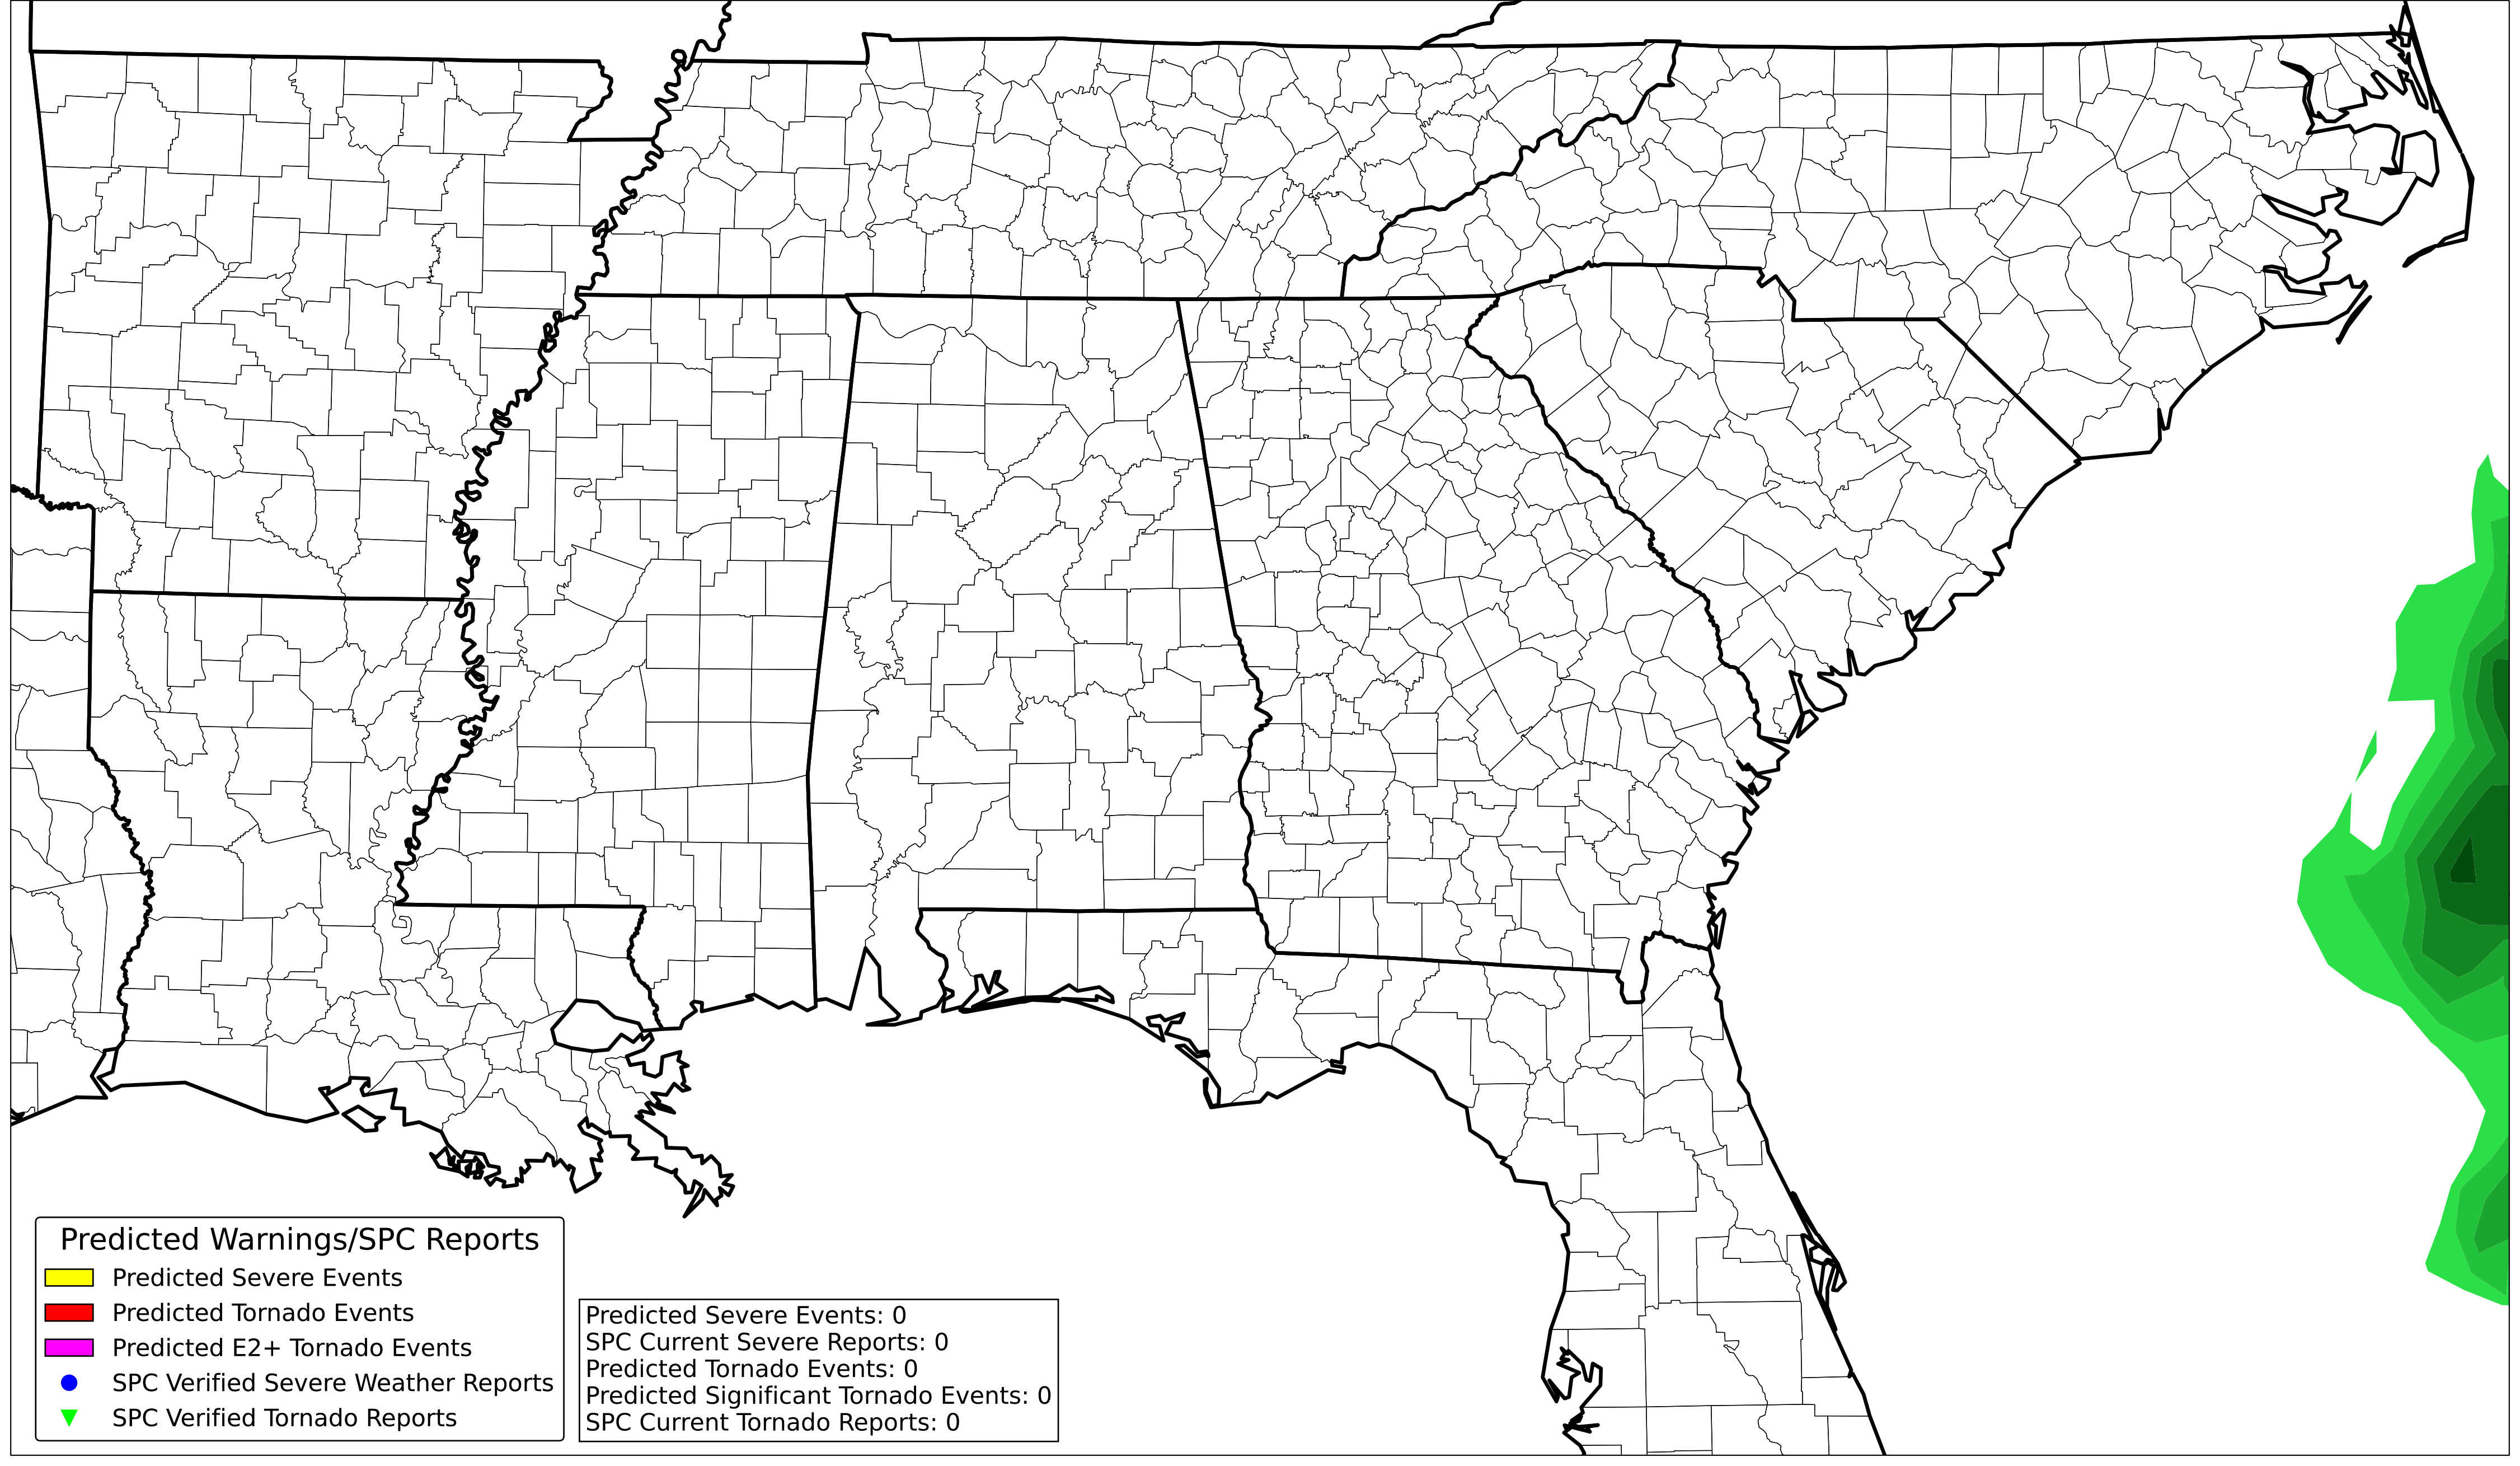 Predicted Warnings/SPC Reports
Predicted Severe Events
Predicted Tornado Events
Predicted E2+ Tornado Events
SPC Verified Severe Weather Reports
SPC Verified Tornado Reports
Predicted Severe Events: 0
SPC Current Severe Reports: 0
Predicted Tornado Events: 0
Predicted Significant Tornado Events: 0
SPC Current Tornado Reports: 0